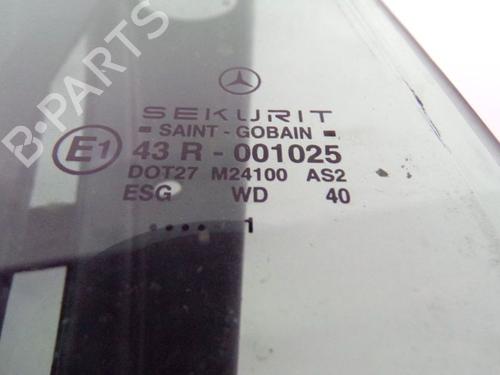 B-PARTS
SEKURIT
SAINT-GOBAIN
E1 43 R - 001025
DOT27 M24100 AS2
ESG WD 40
.... 1